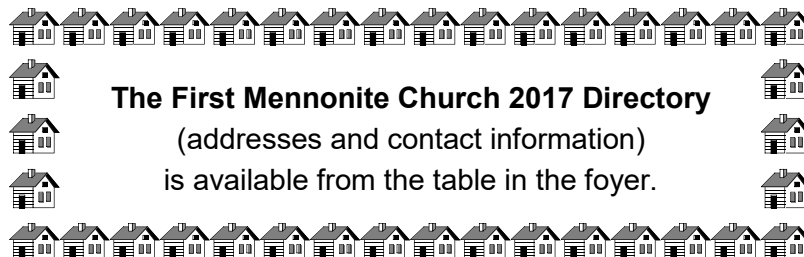 The First Mennonite Church 2017 Directory
(addresses and contact information)
is available from the table in the foyer.